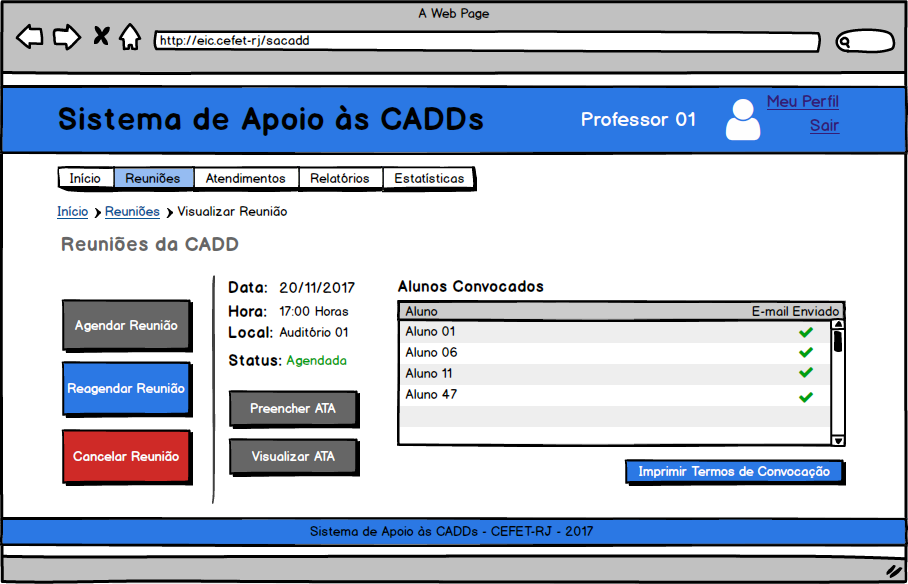 A Web Page
http://eic.cefet-rj/sacadd
Sistema de Apoio às CADDs
Professor 01
Meu Perfil
Sair
Início Reuniões Atendimentos Relatórios Estatísticas
Início > Reuniões > Visualizar Reunião
Reuniões da CADD
Agendar Reunião
Reagendar Reunião
Cancelar Reunião
Data: 20/11/2017
Hora: 17:00 Horas
Local: Auditório 01
Status: Agendada
Preencher ATA
Visualizar ATA
Alunos Convocados
Aluno E-mail Enviado
Aluno 01
Aluno 06
Aluno 11
Aluno 47
Imprimir Termos de Convocação
Sistema de Apoio às CADDs - CEFET-RJ - 2017